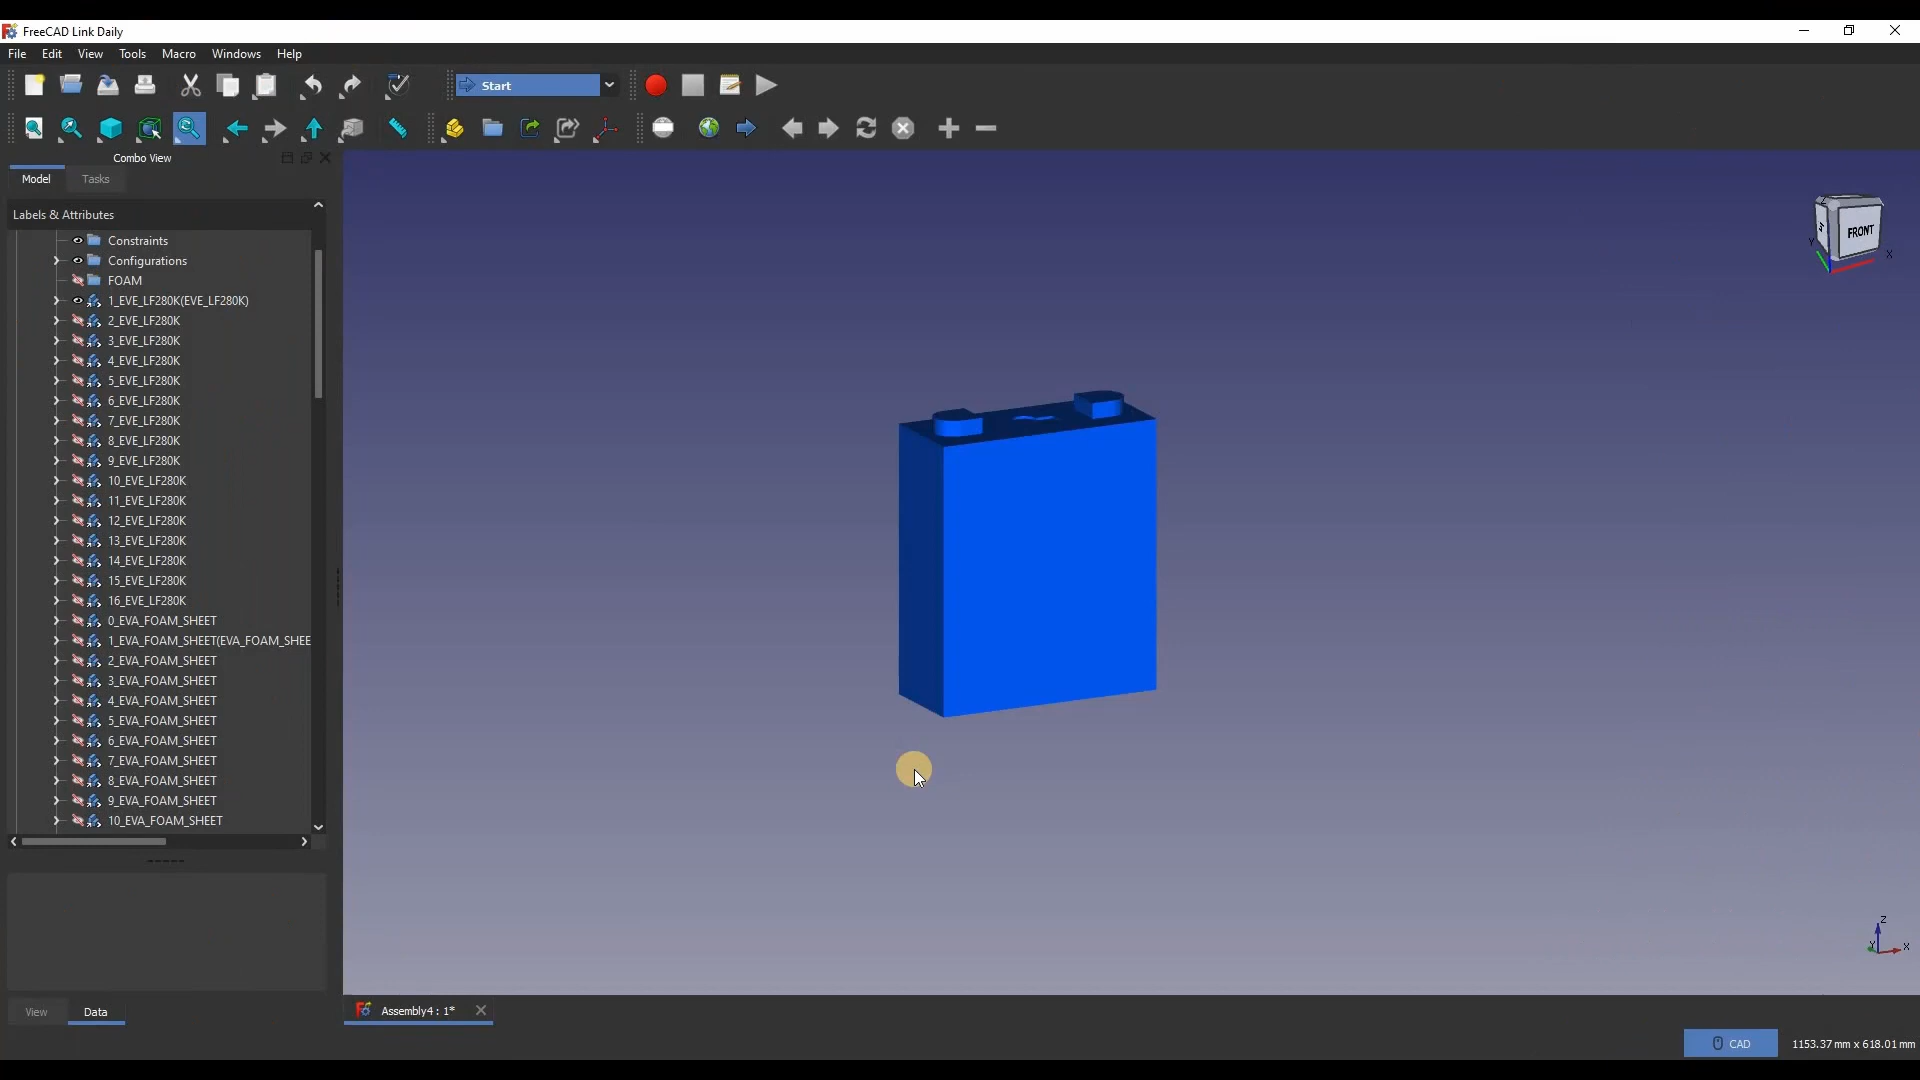 FreeCAD Link Daily
File Edit View Tools Macro Windows Help
Start
Combo View
Model Tasks
Labels & Attributes
Constraints
Configurations
FOAM
1_EVE_LF280K(EVE_LF280K)
2_EVE_LF280K
3_EVE_LF280K
4_EVE_LF280K
5_EVE_LF280K
6_EVE_LF280K
7_EVE_LF280K
8_EVE_LF280K
9_EVE_LF280K
10_EVE_LF280K
11_EVE_LF280K
12_EVE_LF280K
13_EVE_LF280K
14_EVE_LF280K
15_EVE_LF280K
16_EVE_LF280K
0_EVA_FOAM_SHEET
1_EVA_FOAM_SHEET(EVA_FOAM_SHEE
2_EVA_FOAM_SHEET
3_EVA_FOAM_SHEET
4_EVA_FOAM_SHEET
5_EVA_FOAM_SHEET
6_EVA_FOAM_SHEET
7_EVA_FOAM_SHEET
8_EVA_FOAM_SHEET
9_EVA_FOAM_SHEET
10_EVA_FOAM_SHEET
View Data
Z
FRONT
Y X
Z
Y X
Assembly4 : 1*
CAD 1153.37 mm x 618.01 mm